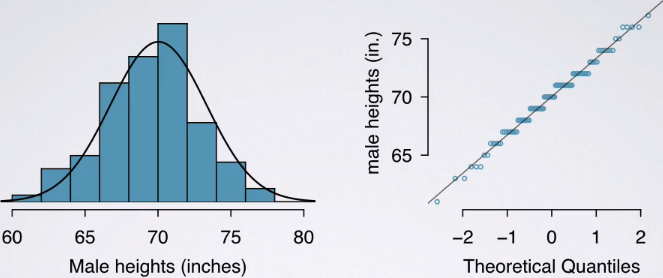 60 65 70 75 80
Male heights (inches)
male heights (in.)
75
70
65
−2 −1 0 1 2
Theoretical Quantiles